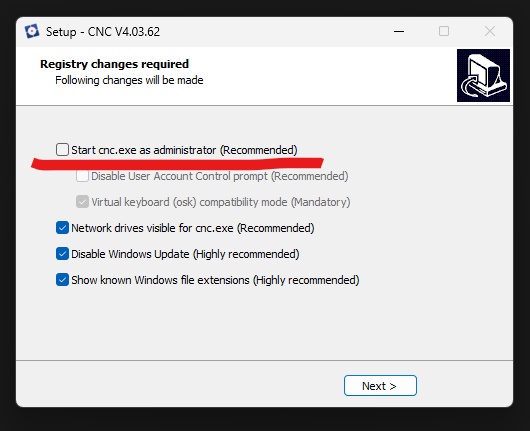 Setup - CNC V4.03.62
Registry changes required
Following changes will be made
Start cnc.exe as administrator (Recommended)
Disable User Account Control prompt (Recommended)
Virtual keyboard (osk) compatibility mode (Mandatory)
Network drives visible for cnc.exe (Recommended)
Disable Windows Update (Highly recommended)
Show known Windows file extensions (Highly recommended)
Next >